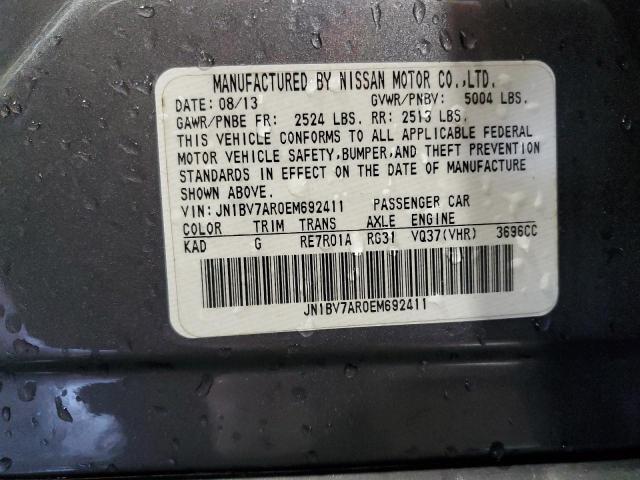 MANUFACTURED BY NISSAN MOTOR CO.,LTD.
DATE: 08/13 GVWR/PNBV: 5004 LBS.
GAWR/PNBE FR: 2524 LBS. RR: 2513 LBS.
THIS VEHICLE CONFORMS TO ALL APPLICABLE FEDERAL
MOTOR VEHICLE SAFETY,BUMPER,AND THEFT PREVENTION
STANDARDS IN EFFECT ON THE DATE OF MANUFACTURE
SHOWN ABOVE.
VIN: JN1BV7AR0EM692411 PASSENGER CAR
COLOR TRIM TRANS AXLE ENGINE
KAD G RE7R01A RG31 VQ37(VHR) 3696CC
JN1BV7AR0EM692411